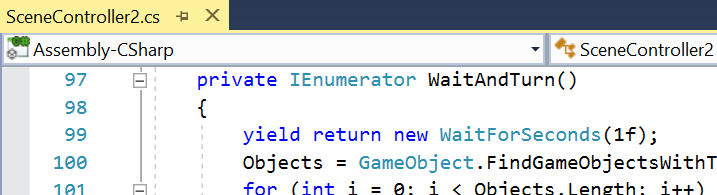 SceneController2.cs
Assembly-CSharp SceneController2
97 private IEnumerator WaitAndTurn()
98 {
99 yield return new WaitForSeconds(1f);
100 Objects = GameObject.FindGameObjectsWithT
101 for (int i = 0; i < Objects.Length; i++)